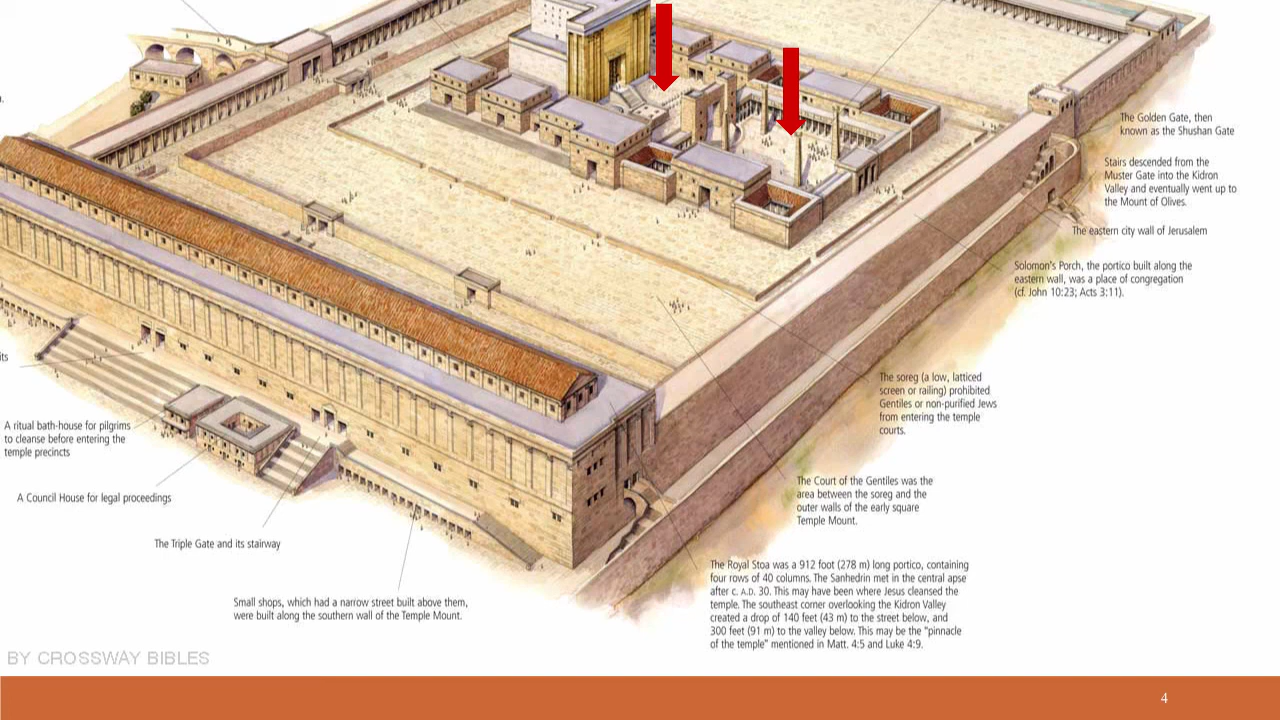 n.
The Golden Gate, then
known as the Shushan Gate
Stairs descended from the
Muster Gate into the Kidron
Valley and eventually went up to
the Mount of Olives.
The eastern city wall of Jerusalem
Solomon's Porch, the portico built along the
eastern wall, was a place of congregation
(cf. John 10:23; Acts 3:11).
its
The soreg (a low, latticed
screen or railing) prohibited
Gentiles or non-purified Jews
from entering the temple
courts.
A ritual bath-house for pilgrims
to cleanse before entering the
temple precincts
A Council House for legal proceedings
The Court of the Gentiles was the
area between the soreg and the
outer walls of the early square
Temple Mount.
The Triple Gate and its stairway
Small shops, which had a narrow street built above them,
were built along the southern wall of the Temple Mount.
The Royal Stoa was a 912 foot (278 m) long portico, containing
four rows of 40 columns. The Sanhedrin met in the central apse
after C. A.D. 30. This may have been where Jesus cleansed the
temple. The southeast corner overlooking the Kidron Valley
created a drop of 140 feet (43 m) to the street below, and
300 feet (91 m) to the valley below. This may be the "pinnacle
of the temple" mentioned in Matt. 4:5 and Luke 4:9.
BY CROSSWAY BIBLES
4